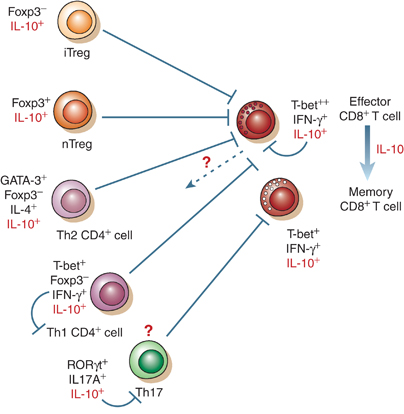 Foxp3⁻
IL-10⁺
iTreg
Foxp3⁺
IL-10⁺
nTreg
T-bet⁺⁺
IFN-γ⁺
IL-10⁺
Effector
CD8⁺ T cell
IL-10
Memory
CD8⁺ T cell
?
GATA-3⁺
Foxp3⁻
IL-4⁺
IL-10⁺
Th2 CD4⁺ cell
T-bet⁺
IFN-γ⁺
IL-10⁺
T-bet⁺
Foxp3⁻
IFN-γ⁺
IL-10⁺
Th1 CD4⁺ cell
?
RORγt⁺
IL17A⁺
IL-10⁺
Th17